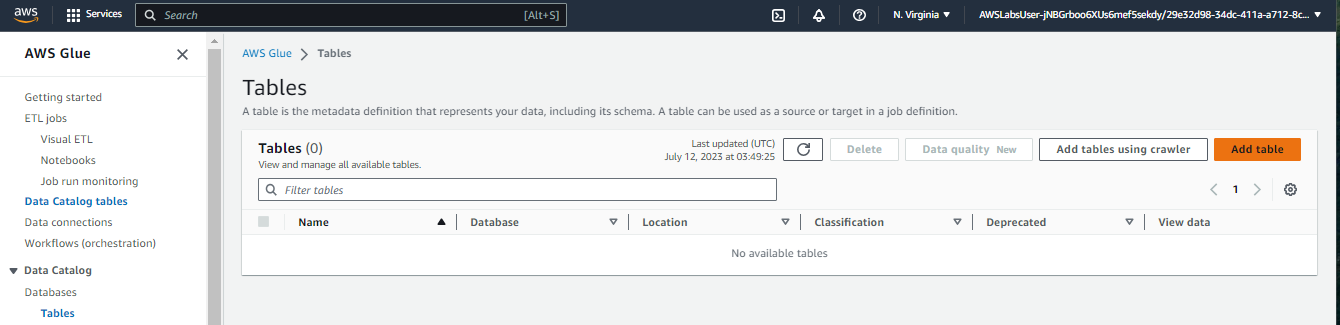 aws Services Search [Alt+S] N. Virginia AWSLabsUser-jNBGrboo6XUs6mef5sekdy/29e32d98-34dc-411a-a712-8c...
AWS Glue
Getting started
ETL jobs
Visual ETL
Notebooks
Job run monitoring
Data Catalog tables
Data connections
Workflows (orchestration)
Data Catalog
Databases
Tables
AWS Glue Tables
Tables
A table is the metadata definition that represents your data, including its schema. A table can be used as a source or target in a job definition.
Tables (0)
View and manage all available tables.
Last updated (UTC)
July 12, 2023 at 03:49:25
Delete Data quality New Add tables using crawler Add table
Filter tables 1
Name Database Location Classification Deprecated View data
No available tables